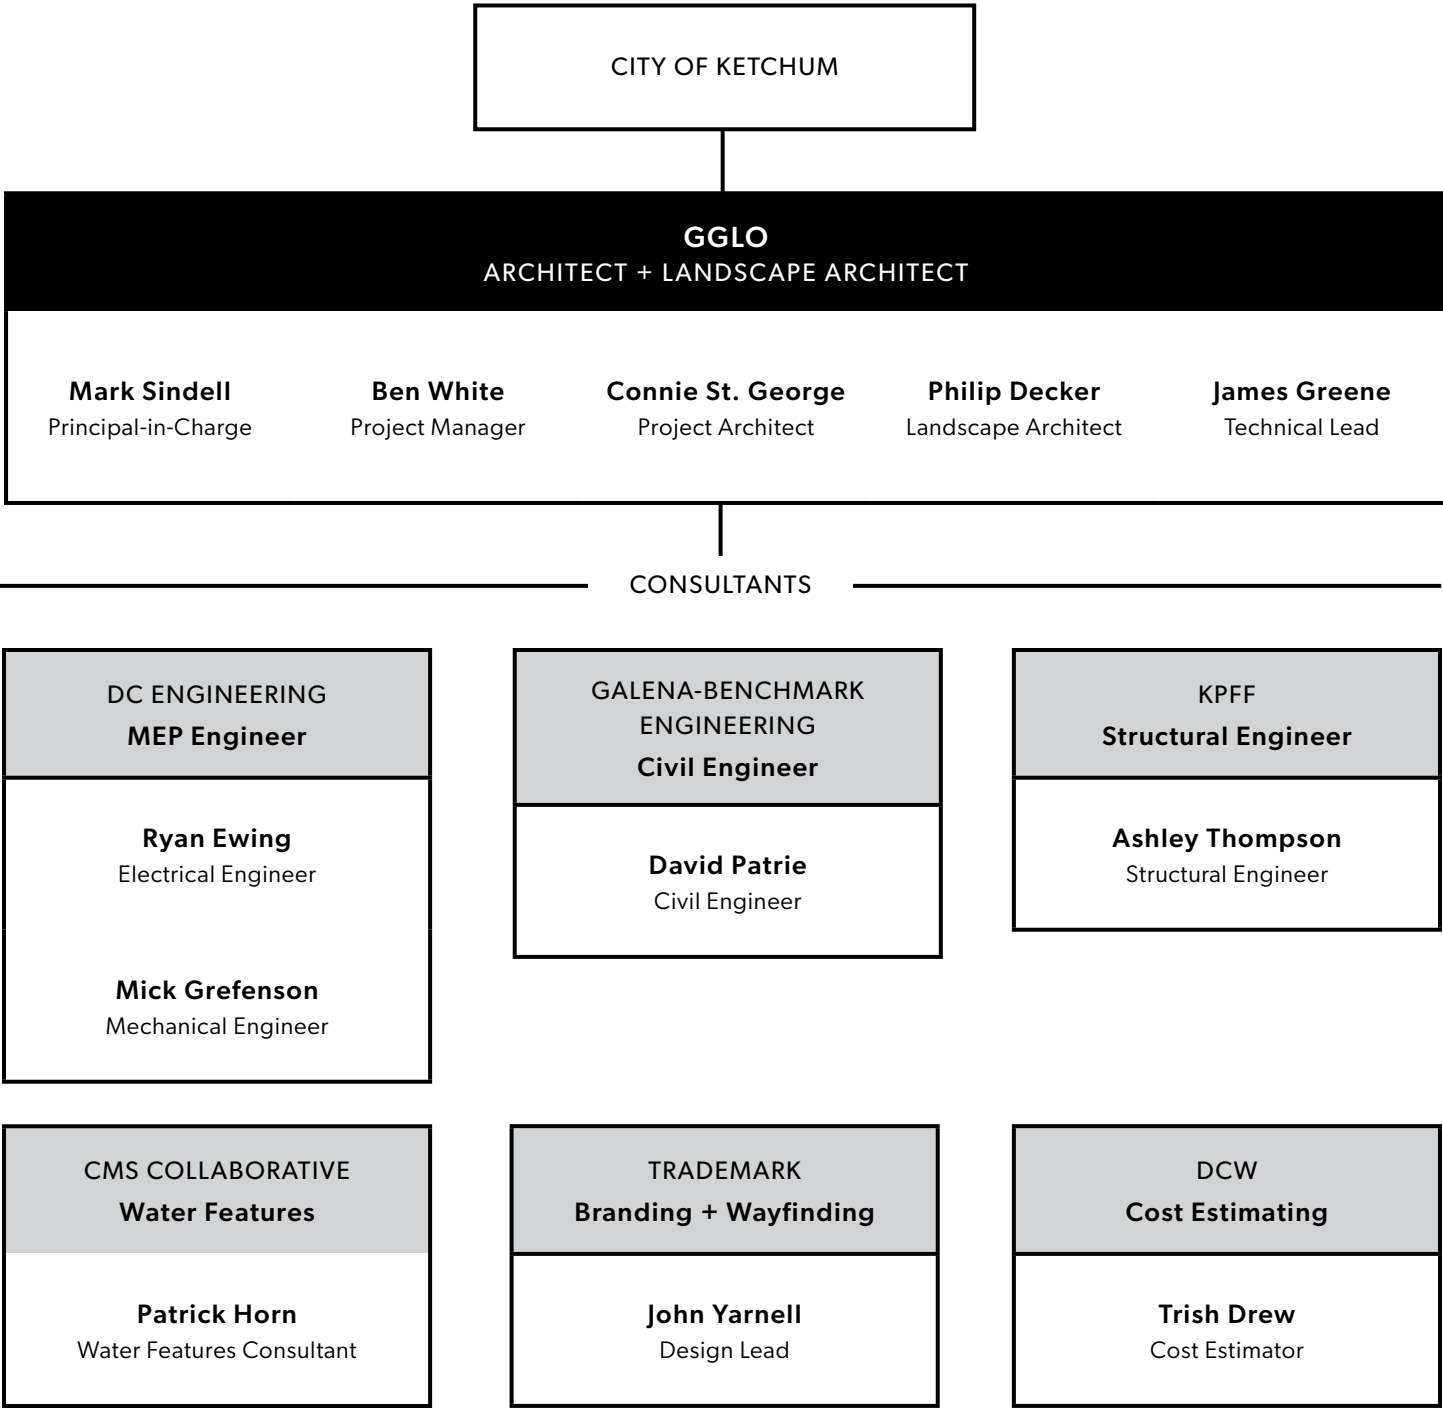 CITY OF KETCHUM
GGLO
ARCHITECT + LANDSCAPE ARCHITECT
Mark Sindell
Principal-in-Charge
Ben White
Project Manager
Connie St. George
Project Architect
Philip Decker
Landscape Architect
James Greene
Technical Lead
CONSULTANTS
DC ENGINEERING
MEP Engineer
Ryan Ewing
Electrical Engineer
Mick Grefenson
Mechanical Engineer
GALENA-BENCHMARK
ENGINEERING
Civil Engineer
David Patrie
Civil Engineer
KPFF
Structural Engineer
Ashley Thompson
Structural Engineer
CMS COLLABORATIVE
Water Features
Patrick Horn
Water Features Consultant
TRADEMARK
Branding + Wayfinding
John Yarnell
Design Lead
DCW
Cost Estimating
Trish Drew
Cost Estimator